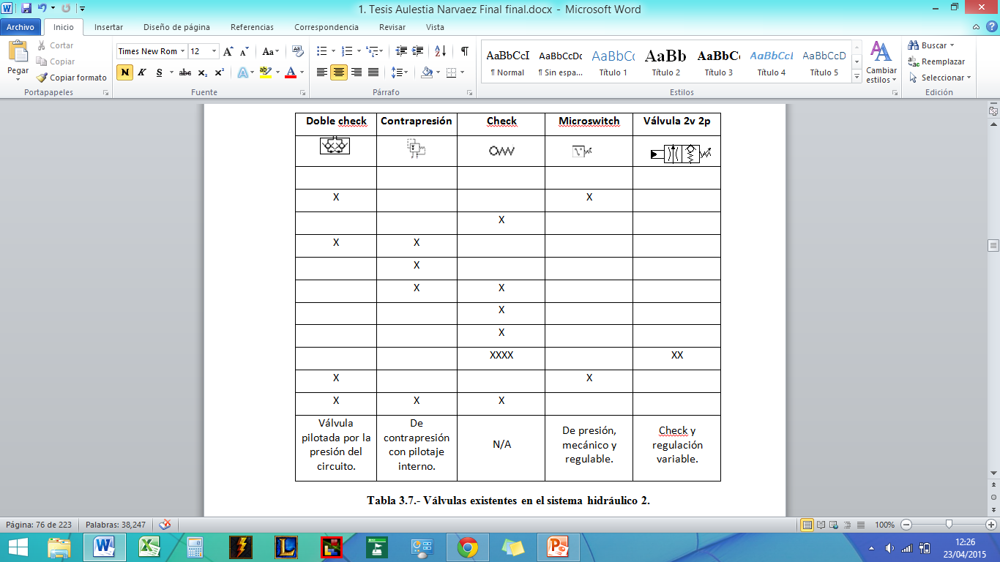 1. Tesis Aulestia Narvaez Final final.docx - Microsoft Word
Archivo Inicio Insertar Diseño de página Referencias Correspondencia Revisar Vista
Pegar
Cortar
Copiar
Copiar formato
Portapapeles
Times New Rom 12
N K S abc x₂ x²
Fuente
Párrafo
AaBbCcI AaBbCcDc AaBbCc AaBb AaBbC AaBbCcI AaBbCcD
¶ Normal ¶ Sin espa... Título 1 Título 2 Título 3 Título 4 Título 5
Cambiar
estilos
Estilos
Buscar
Reemplazar
Seleccionar
Edición
Doble check Contrapresión Check Microswitch Válvula 2v 2p
X X
X
X X
X
X X
X
X
XXXX XX
X X
X X X
Válvula
pilotada por la
presión del
circuito.
De
contrapresión
con pilotaje
interno.
N/A
De presión,
mecánico y
regulable.
Check y
regulación
variable.
Tabla 3.7.- Válvulas existentes en el sistema hidráulico 2.
Página: 76 de 223 Palabras: 38,247 100%
12:26
23/04/2015